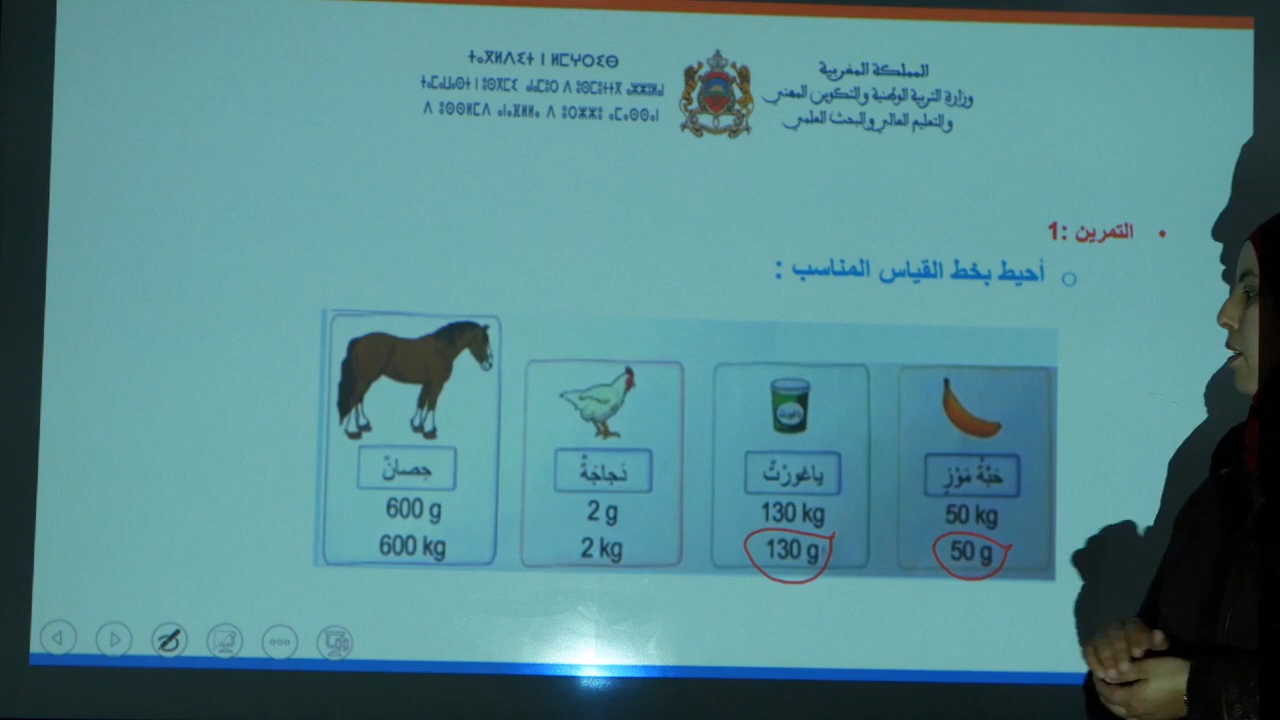 المملكة المغربية
وزارة التربية الوطنية والتكوين المهني
والتعليم العالي والبحث العلمي
التمرين 1:
أحيط بخط القياس المناسب :
حَبَّةُ مَوْزٍ
50 kg
50 g
ياغورْتٌ
130 kg
130 g
دَجاجَةٌ
2 g
2 kg
حِصانٌ
600 g
600 kg